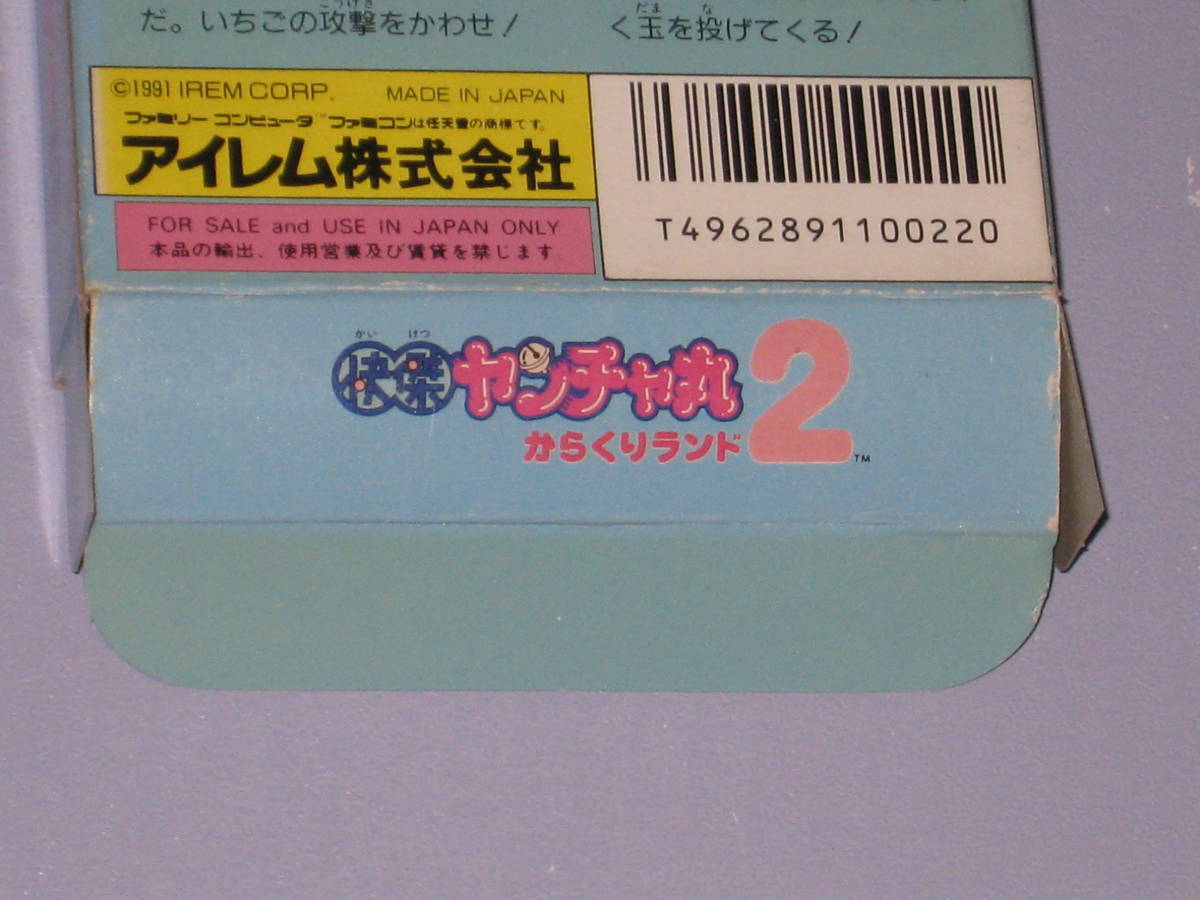 だ。いちごの攻撃をかわせ!
く玉を投げてくる!
©1991 IREM CORP. MADE IN JAPAN
ファミリーコンピュータ™ファミコンは任天堂の商標です。
アイレム株式会社
FOR SALE and USE IN JAPAN ONLY
本品の輸出、使用営業及び賃貸を禁じます
T4962891100220
快傑ヤンチャ丸2
からくりランド
TM